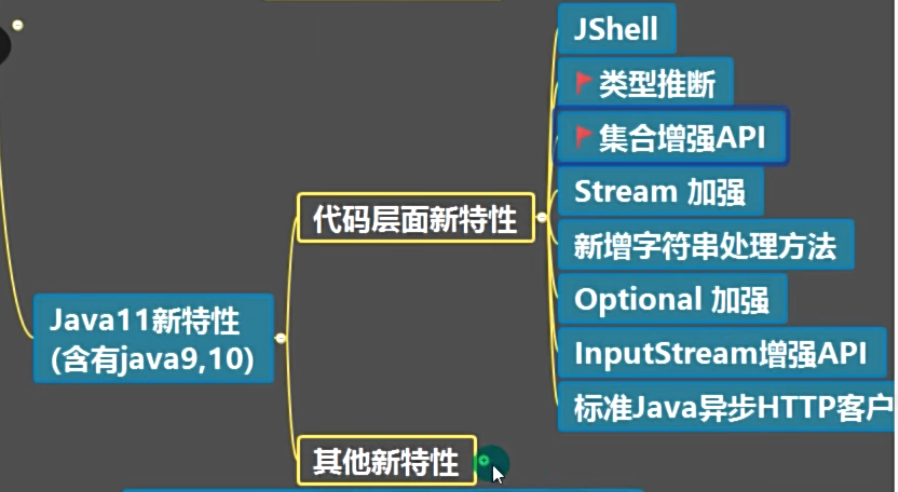 JShell
类型推断
集合增强API
Stream 加强
代码层面新特性
新增字符串处理方法
Optional 加强
Java11新特性
(含有java9,10)
InputStream增强API
标准Java异步HTTP客户
其他新特性